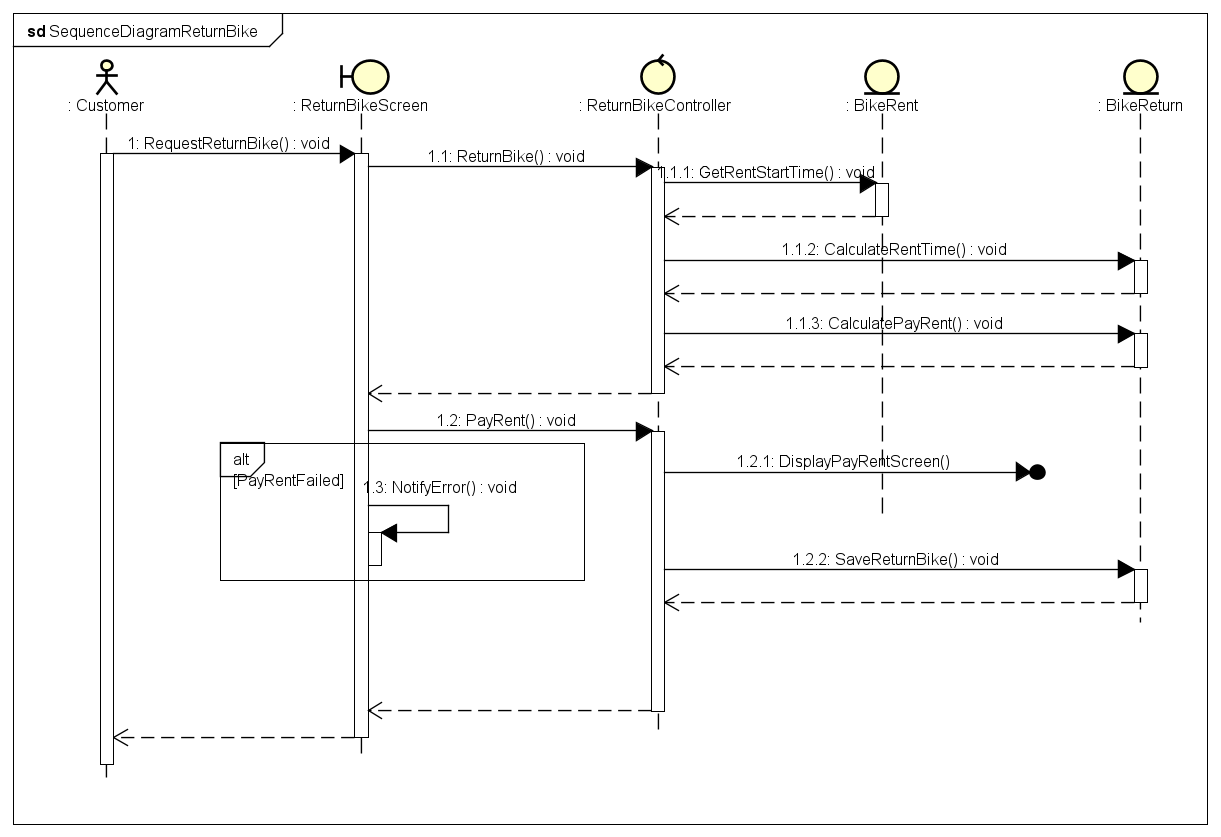 sd SequenceDiagramReturnBike
: Customer
: ReturnBikeScreen
: ReturnBikeController
: BikeRent
: BikeReturn
1: RequestReturnBike() : void
1.1: ReturnBike() : void
1.1.1: GetRentStartTime() : void
1.1.2: CalculateRentTime() : void
1.1.3: CalculatePayRent() : void
1.2: PayRent() : void
alt
[PayRentFailed]
1.2.1: DisplayPayRentScreen()
1.3: NotifyError() : void
1.2.2: SaveReturnBike() : void